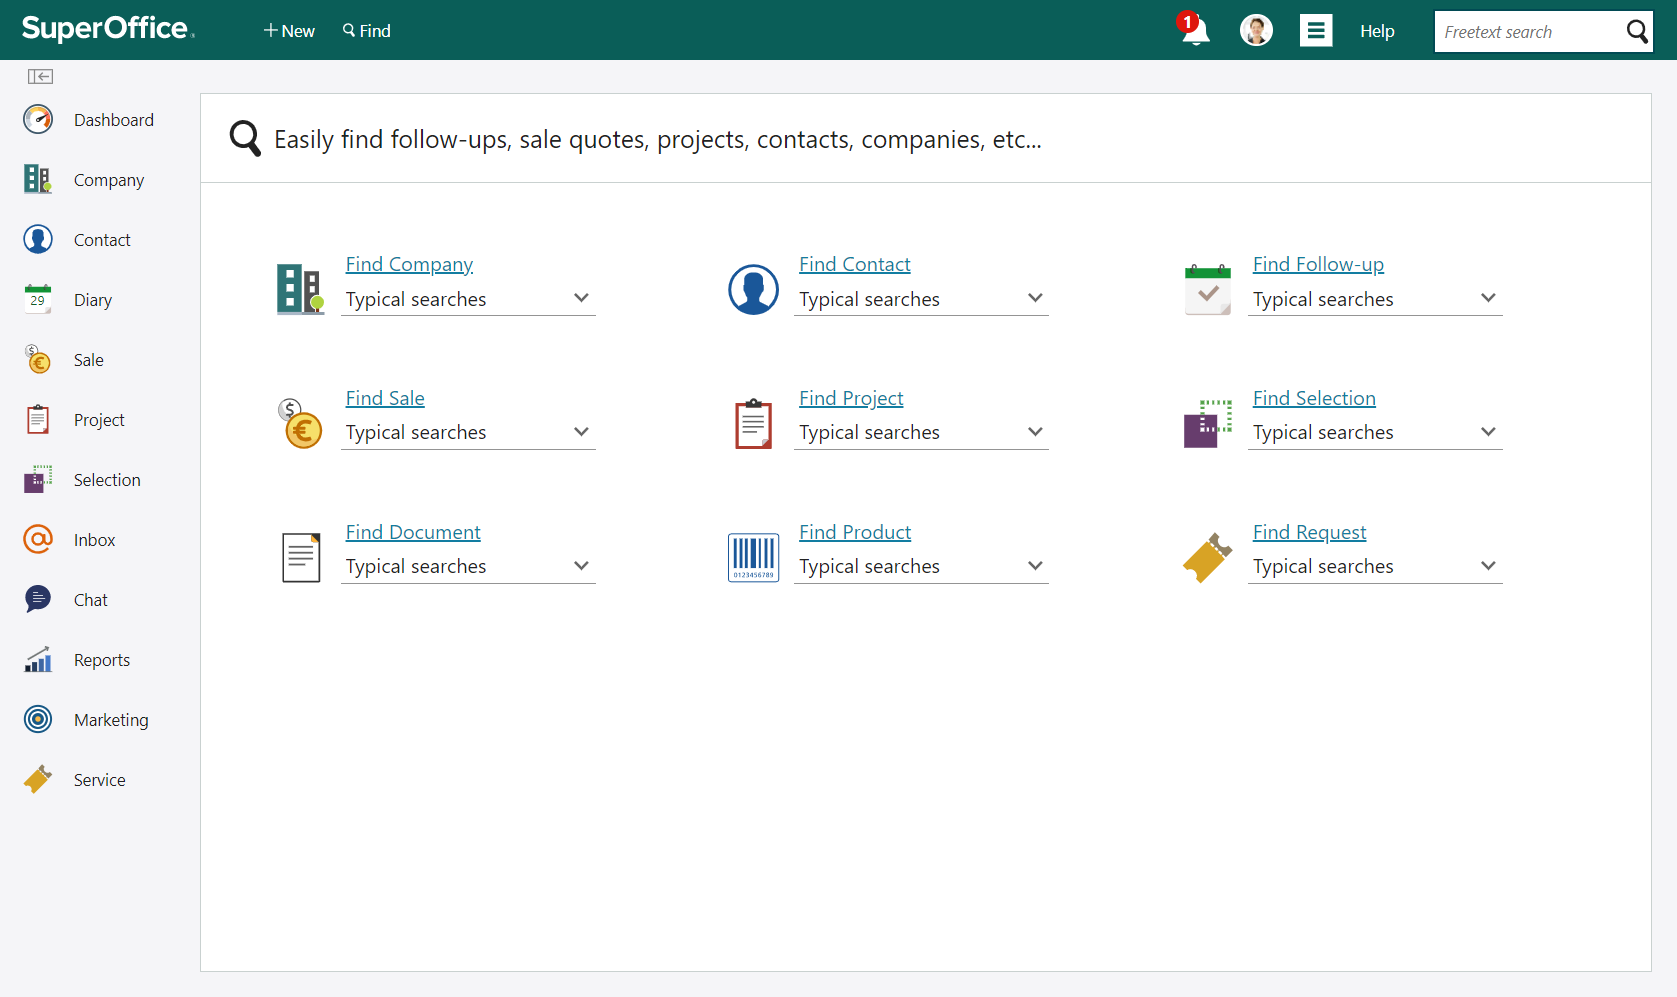 SuperOffice.
+ New
Find
1
Help
Freetext search
Dashboard
Company
Contact
29
Diary
Sale
Project
Selection
Inbox
Chat
Reports
Marketing
Service
Easily find follow-ups, sale quotes, projects, contacts, companies, etc...
Find Company
Typical searches
Find Contact
Typical searches
Find Follow-up
Typical searches
$
€
Find Sale
Typical searches
Find Project
Typical searches
Find Selection
Typical searches
Find Document
Typical searches
0123456789
Find Product
Typical searches
Find Request
Typical searches